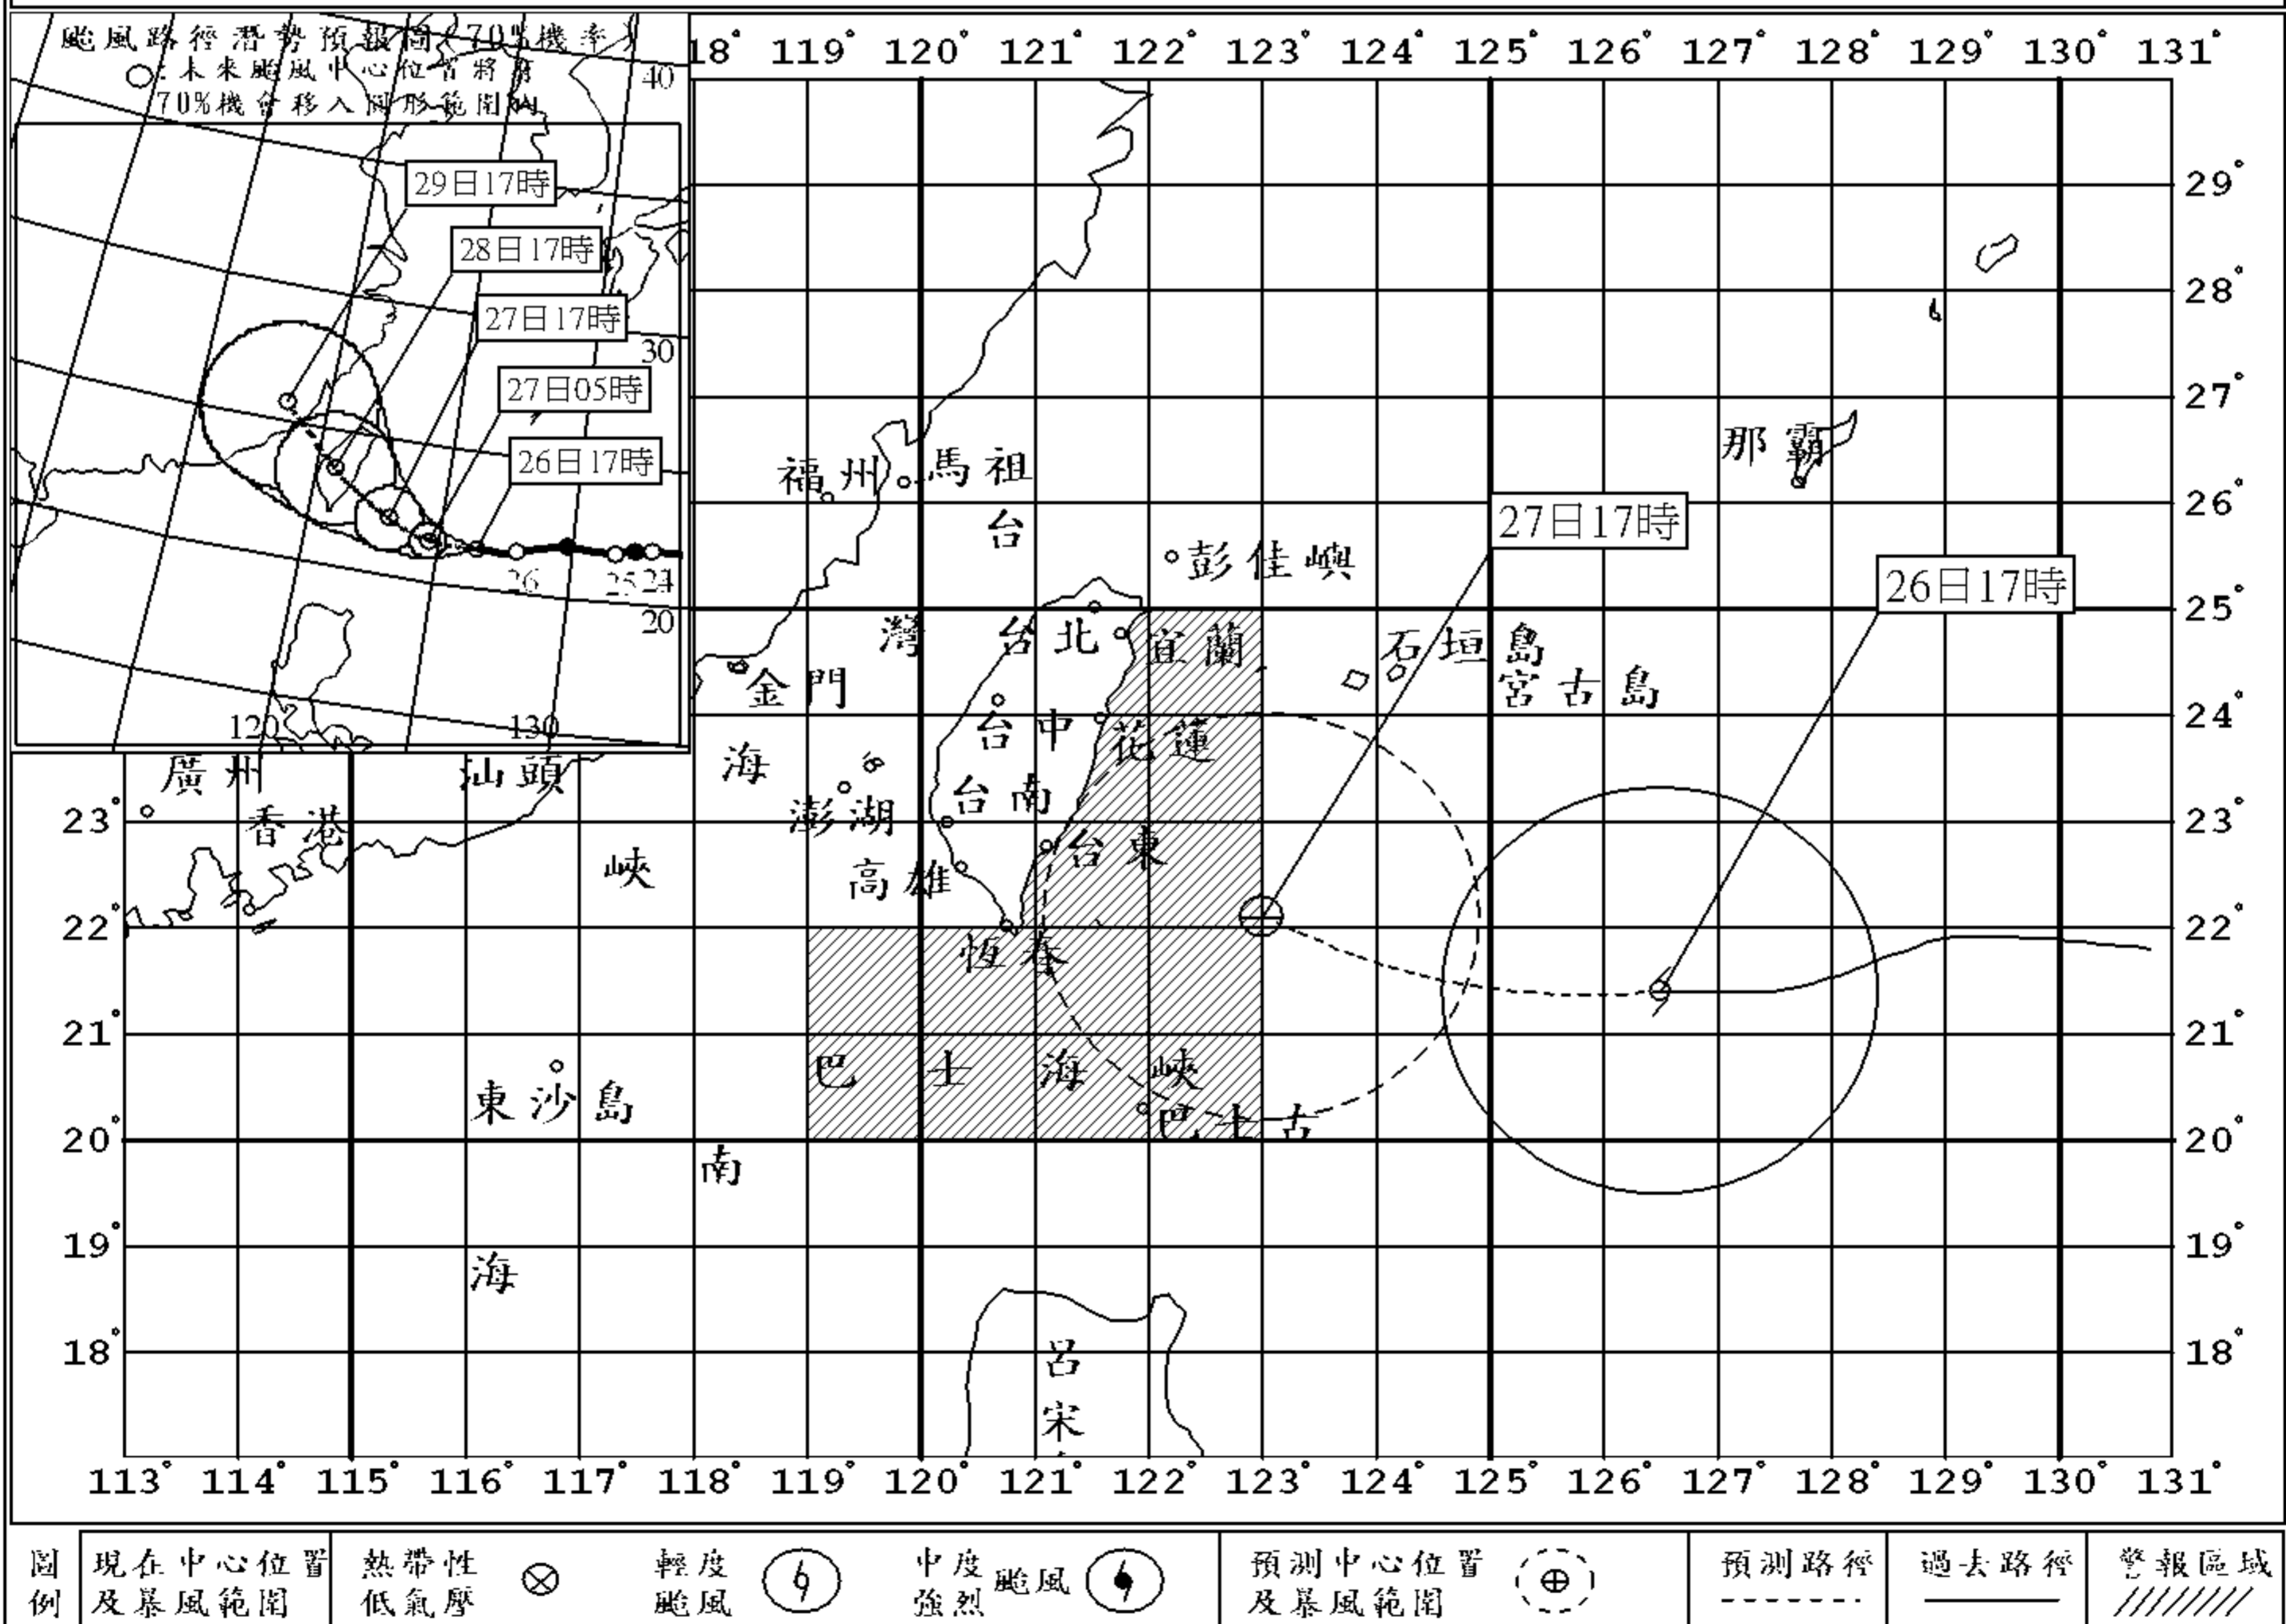 颱風路徑潛勢預報圖(70%機率)
○:未來颱風中心位置將有
70%機會移入圓形範圍內
40
29日17時
28日17時
27日17時
30
27日05時
26日17時
26 25 24
20
120 130
18° 119° 120° 121° 122° 123° 124° 125° 126° 127° 128° 129° 130° 131°
29°
28°
27°
那霸
福州 馬祖
26°
台
27日17時
彭佳嶼
26日17時
25°
灣 台北 宜蘭 石垣島
金門 宮古島
24°
台中 花蓮
海
廣州 汕頭
台南
澎湖
23° 23°
香港
台東
峽 高雄
22° 22°
恆春
21° 21°
巴士海峽
東沙島 巴士古
20° 20°
南
19° 19°
海
18° 18°
呂
宋
113° 114° 115° 116° 117° 118° 119° 120° 121° 122° 123° 124° 125° 126° 127° 128° 129° 130° 131°
圖例 現在中心位置及暴風範圍 熱帶性低氣壓 輕度颱風 中度強烈颱風 預測中心位置及暴風範圍 預測路徑 過去路徑 警報區域